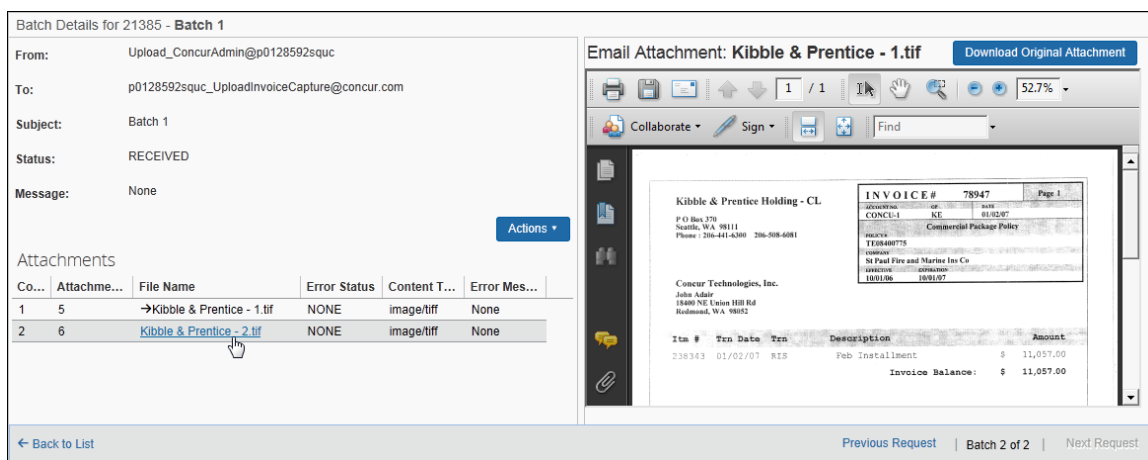 Batch Details for 21385 - Batch 1
From: Upload_ConcurAdmin@p0128592squc
To: p0128592squc_UploadInvoiceCapture@concur.com
Subject: Batch 1
Status: RECEIVED
Message: None
Actions
Attachments
Co... Attachme... File Name Error Status Content T... Error Mes...
1 5 →Kibble & Prentice - 1.tif NONE image/tiff None
2 6 Kibble & Prentice - 2.tif NONE image/tiff None
Email Attachment: Kibble & Prentice - 1.tif Download Original Attachment
1 / 1 52.7%
Collaborate Sign Find
Kibble & Prentice Holding - CL
P O Box 370
Seattle, WA 98111
Phone : 206-441-6300 206-508-6081
INVOICE # 78947 Page 1
ACCOUNT NO. OP DATE
CONCU-1 KE 01/02/07
Commercial Package Policy
POLICY #
TE08400775
COMPANY
St Paul Fire and Marine Ins Co
EFFECTIVE EXPIRATION
10/01/06 10/01/07
Concur Technologies, Inc.
John Adair
18400 NE Union Hill Rd
Redmond, WA 98052
Itm # Trn Date Trn Description Amount
238343 01/02/07 RIS Feb Installment $ 11,057.00
Invoice Balance: $ 11,057.00
← Back to List
Previous Request | Batch 2 of 2 | Next Request